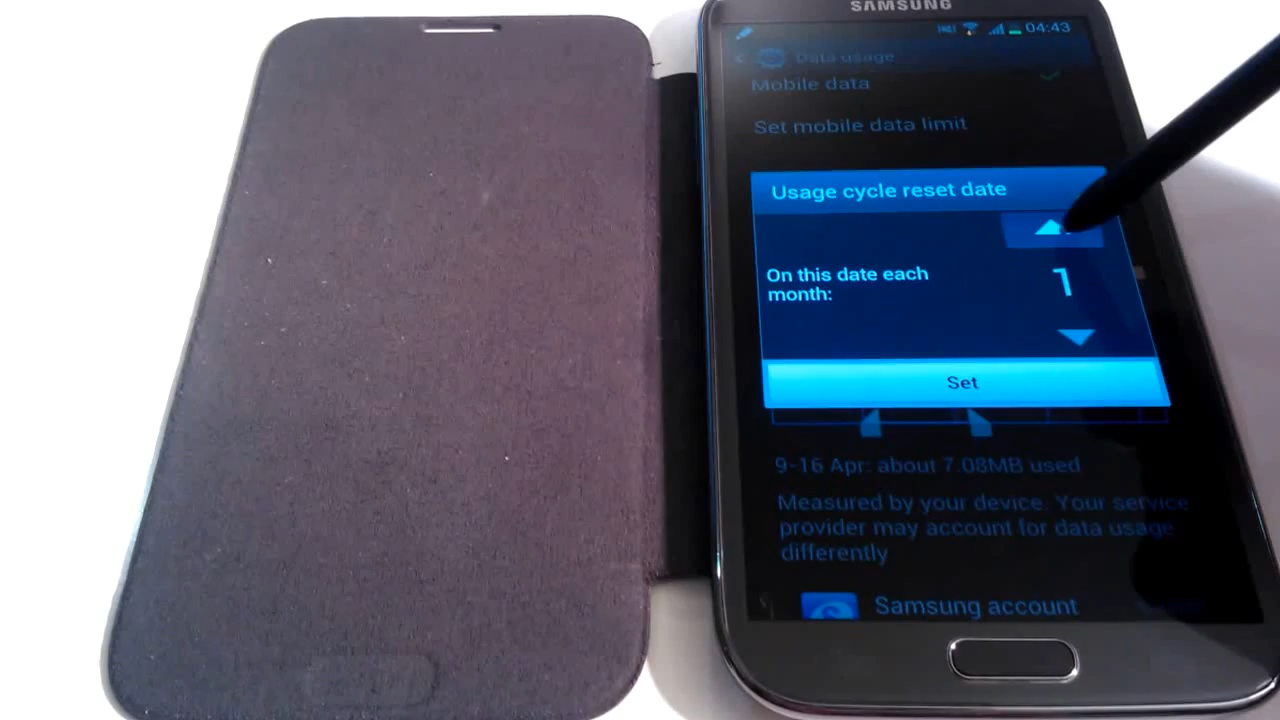 SAMSUNG
04:43
Data usage
Mobile data
Set mobile data limit
Usage cycle reset date
On this date each
month:
1
Set
9-16 Apr: about 7.08MB used
Measured by your device. Your service
provider may account for data usage
differently
Samsung account